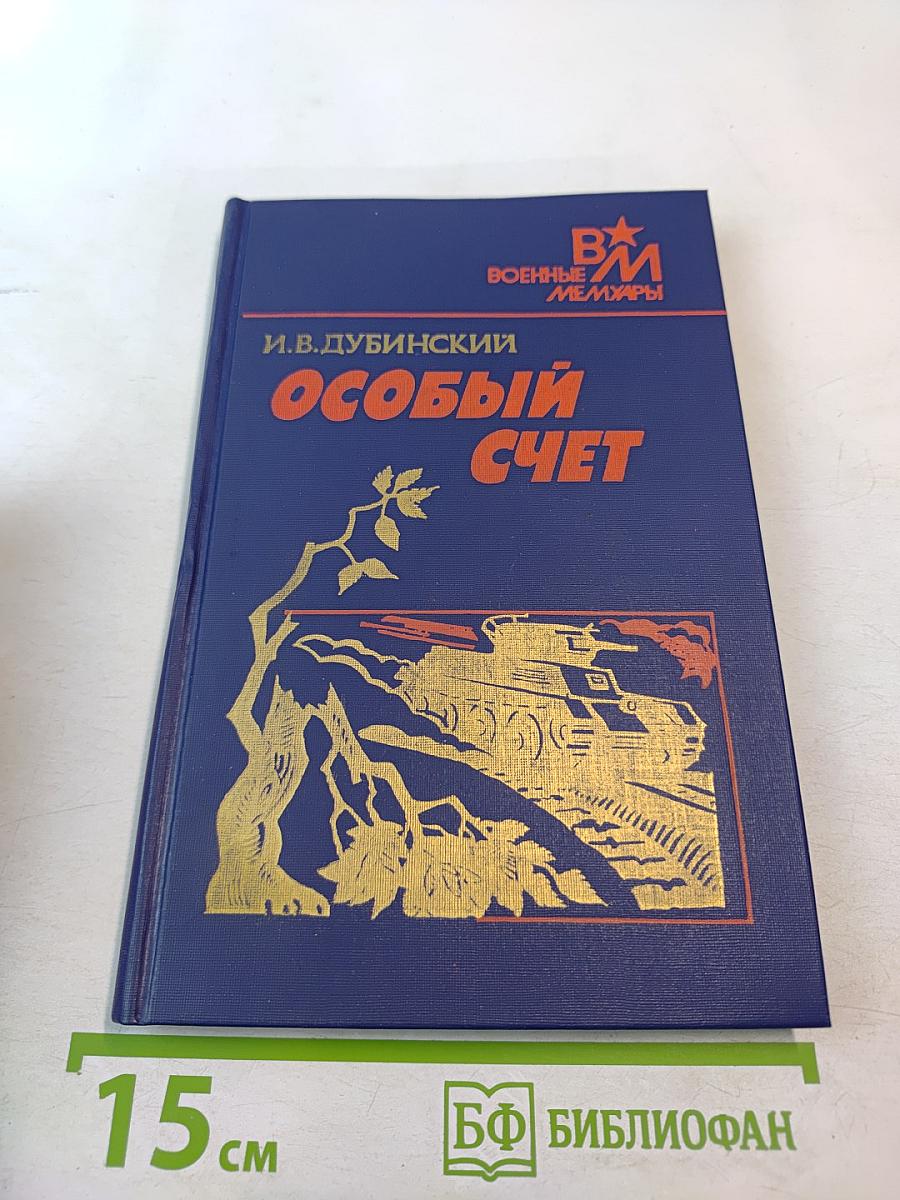 ВМ
ВОЕННЫЕ
МЕМУАРЫ
И.В.ДУБИНСКИЙ
ОСОБЫЙ
СЧЕТ
15 см
БФ БИБЛИОФАН